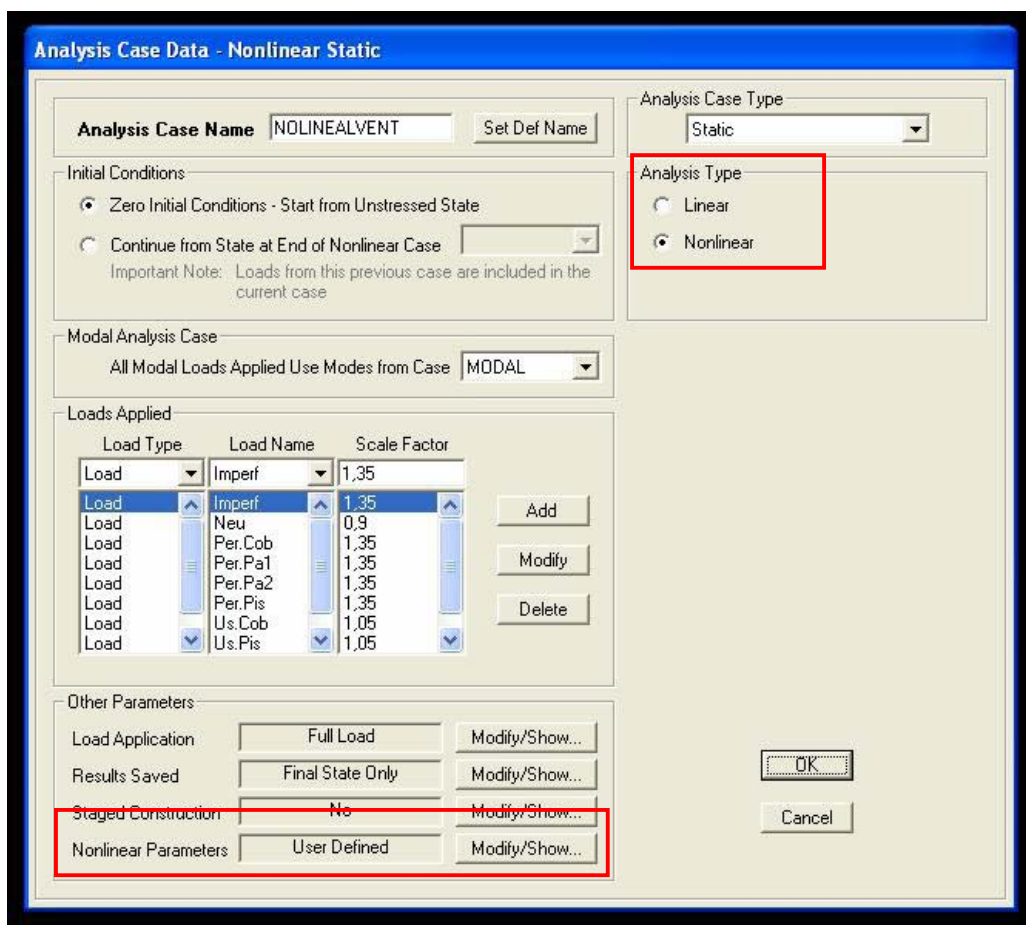 Analysis Case Data - Nonlinear Static
Analysis Case Name NOLINEALVENT Set Def Name
Analysis Case Type
Static
Initial Conditions
Zero Initial Conditions - Start from Unstressed State
Continue from State at End of Nonlinear Case
Important Note: Loads from this previous case are included in the
current case
Analysis Type
Linear
Nonlinear
Modal Analysis Case
All Modal Loads Applied Use Modes from Case MODAL
Loads Applied
Load Type Load Name Scale Factor
Load Imperf 1,35
Load Imperf 1,35
Load Neu 0,9
Load Per.Cob 1,35
Load Per.Pa1 1,35
Load Per.Pa2 1,35
Load Per.Pis 1,35
Load Us.Cob 1,05
Load Us.Pis 1,05
Add
Modify
Delete
Other Parameters
Load Application Full Load Modify/Show...
Results Saved Final State Only Modify/Show...
Staged Construction No Modify/Show...
Nonlinear Parameters User Defined Modify/Show...
OK
Cancel